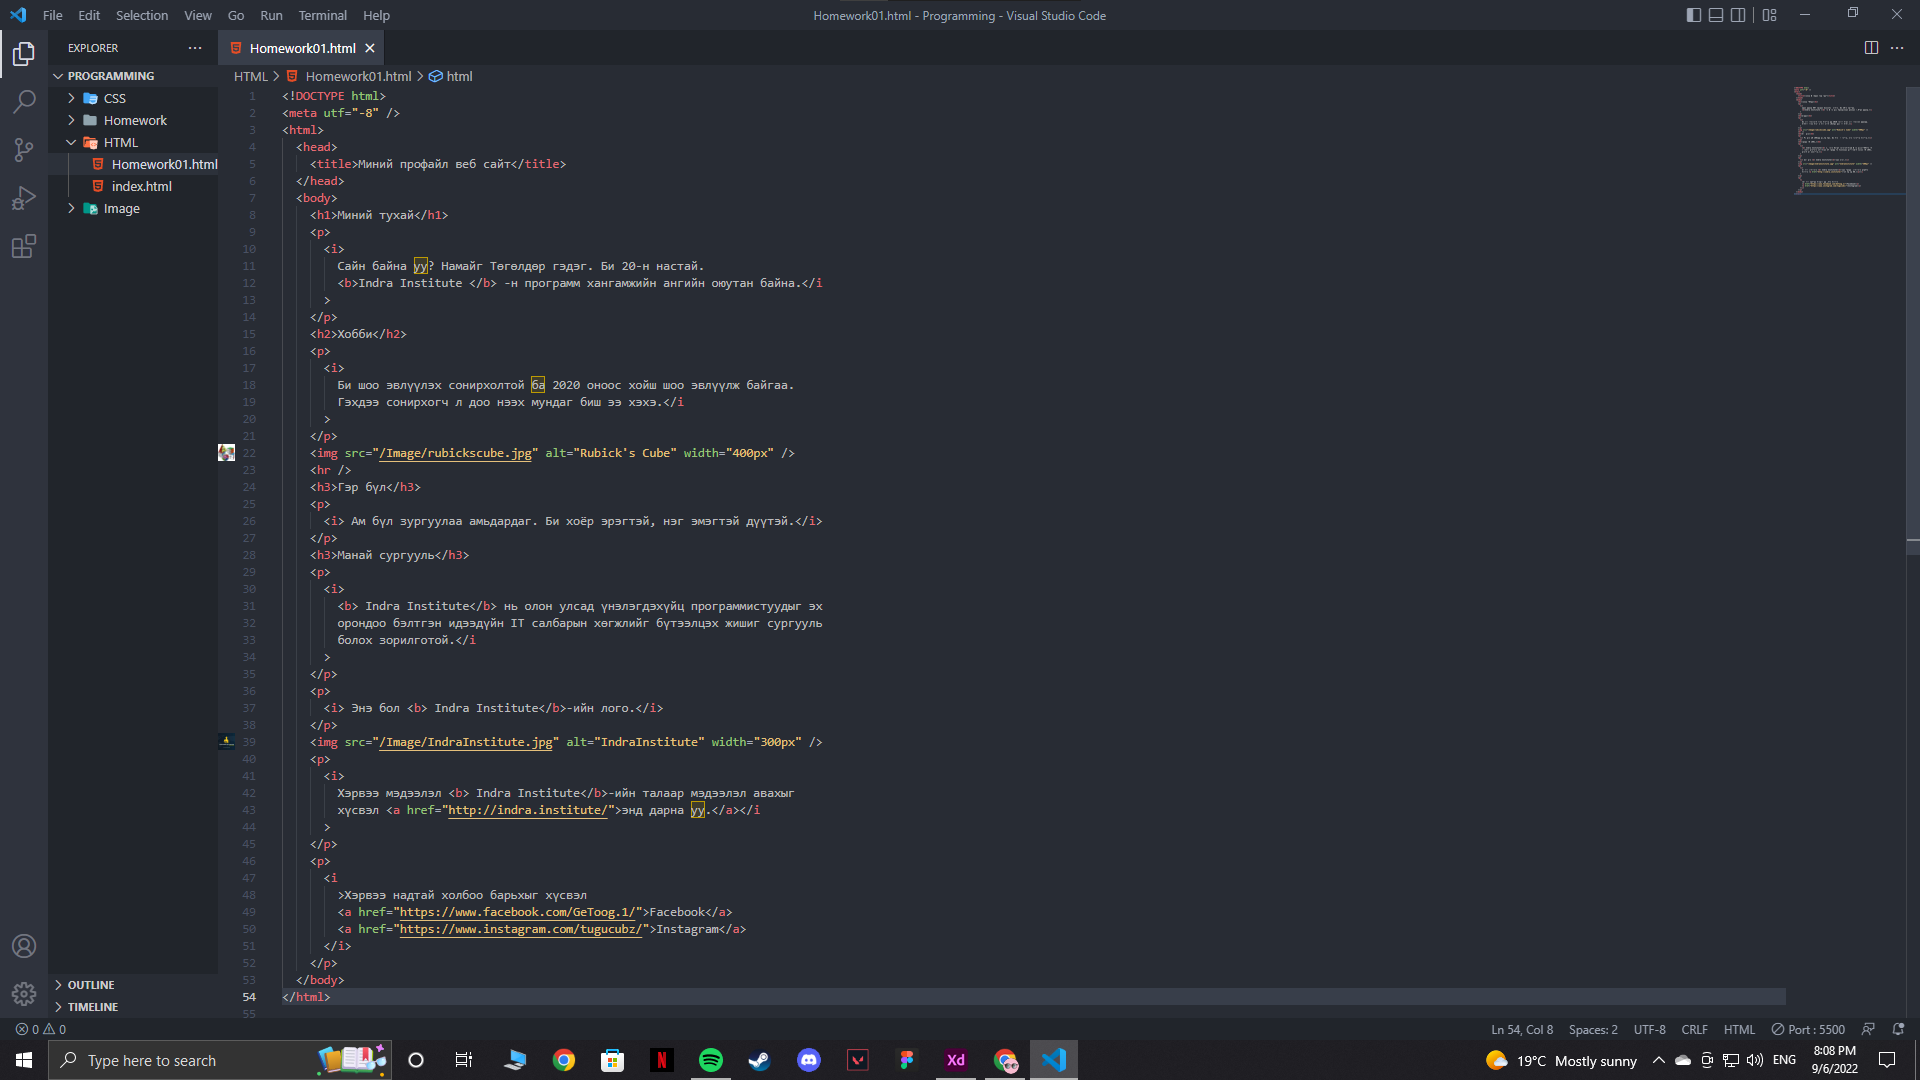 File Edit Selection View Go Run Terminal Help
Homework01.html - Programming - Visual Studio Code
EXPLORER
PROGRAMMING
CSS
Homework
HTML
Homework01.html
index.html
Image
OUTLINE
TIMELINE
Homework01.html
HTML > Homework01.html > html
1 <!DOCTYPE html>
2 <meta utf="-8" />
3 <html>
4 <head>
5 <title>Миний профайл веб сайт</title>
6 </head>
7 <body>
8 <h1>Миний тухай</h1>
9 <p>
10 <i>
11 Сайн байна уу? Намайг Төгөлдөр гэдэг. Би 20-н настай.
12 <b>Indra Institute </b> -н программ хангамжийн ангийн оюутан байна.</i
13 >
14 </p>
15 <h2>Хобби</h2>
16 <p>
17 <i>
18 Би шоо эвлүүлэх сонирхолтой ба 2020 оноос хойш шоо эвлүүлж байгаа.
19 Гэхдээ сонирхогч л доо нээх мундаг биш ээ хэхэ.</i
20 >
21 </p>
22 <img src="/Image/rubickscube.jpg" alt="Rubick's Cube" width="400px" />
23 <hr />
24 <h3>Гэр бүл</h3>
25 <p>
26 <i> Ам бүл зургуулаа амьдардаг. Би хоёр эрэгтэй, нэг эмэгтэй дүүтэй.</i>
27 </p>
28 <h3>Манай сургууль</h3>
29 <p>
30 <i>
31 <b> Indra Institute</b> нь олон улсад үнэлэгдэхүйц программистуудыг эх
32 орондоо бэлтгэн идээдүйн IT салбарын хөгжлийг бүтээлцэх жишиг сургууль
33 болох зорилготой.</i
34 >
35 </p>
36 <p>
37 <i> Энэ бол <b> Indra Institute</b>-ийн лого.</i>
38 </p>
39 <img src="/Image/IndraInstitute.jpg" alt="IndraInstitute" width="300px" />
40 <p>
41 <i>
42 Хэрвээ мэдээлэл <b> Indra Institute</b>-ийн талаар мэдээлэл авахыг
43 хүсвэл <a href="http://indra.institute/">энд дарна уу.</a></i
44 >
45 </p>
46 <p>
47 <i
48 >Хэрвээ надтай холбоо барьхыг хүсвэл
49 <a href="https://www.facebook.com/GeToog.1/">Facebook</a>
50 <a href="https://www.instagram.com/tugucubz/">Instagram</a>
51 </i>
52 </p>
53 </body>
54 </html>
55
0 0
Ln 54, Col 8 Spaces: 2 UTF-8 CRLF HTML Port : 5500
Type here to search
N
Xd
19°C Mostly sunny
ENG
8:08 PM
9/6/2022